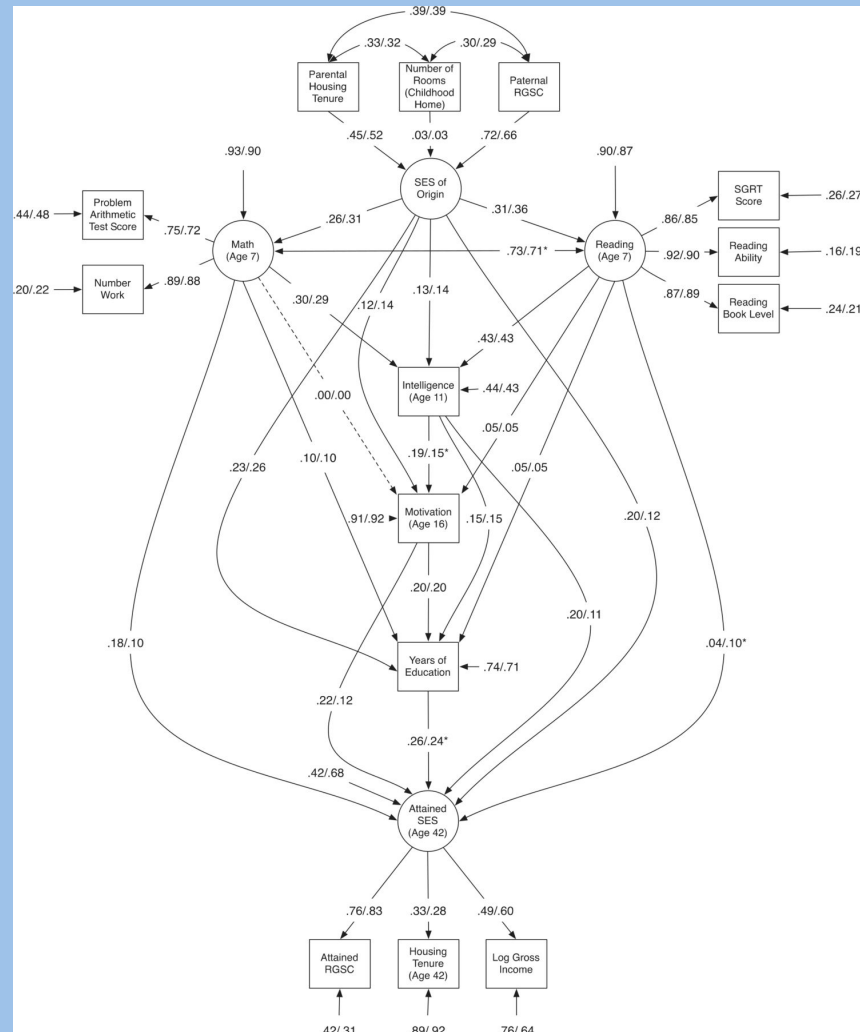 .39/.39
.33/.32
.30/.29
Parental
Housing
Tenure
Number of
Rooms
(Childhood
Home)
Paternal
RGSC
.45/.52
.03/.03
.72/.66
.93/.90
.90/.87
SES of
Origin
Problem
Arithmetic
Test Score
.44/.48
.75/.72
.26/.31
.31/.36
.86/.85
SGRT
Score
.26/.27
Math
(Age 7)
.73/.71*
Reading
(Age 7)
.92/.90
Reading
Ability
.16/.19
Number
Work
.20/.22
.89/.88
.30/.29
.12/.14
.13/.14
.87/.89
Reading
Book Level
.24/.21
.43/.43
Intelligence
(Age 11)
.44/.43
.00/.00
.05/.05
.23/.26
.10/.10
.19/.15*
.05/.05
.91/.92
Motivation
(Age 16)
.15/.15
.20/.12
.20/.20
.20/.11
.18/.10
Years of
Education
.74/.71
.04/.10*
.22/.12
.26/.24*
.42/.68
Attained
SES
(Age 42)
.76/.83
.33/.28
.49/.60
Attained
RGSC
Housing
Tenure
(Age 42)
Log Gross
Income
.42/.31
.89/.92
.76/.64